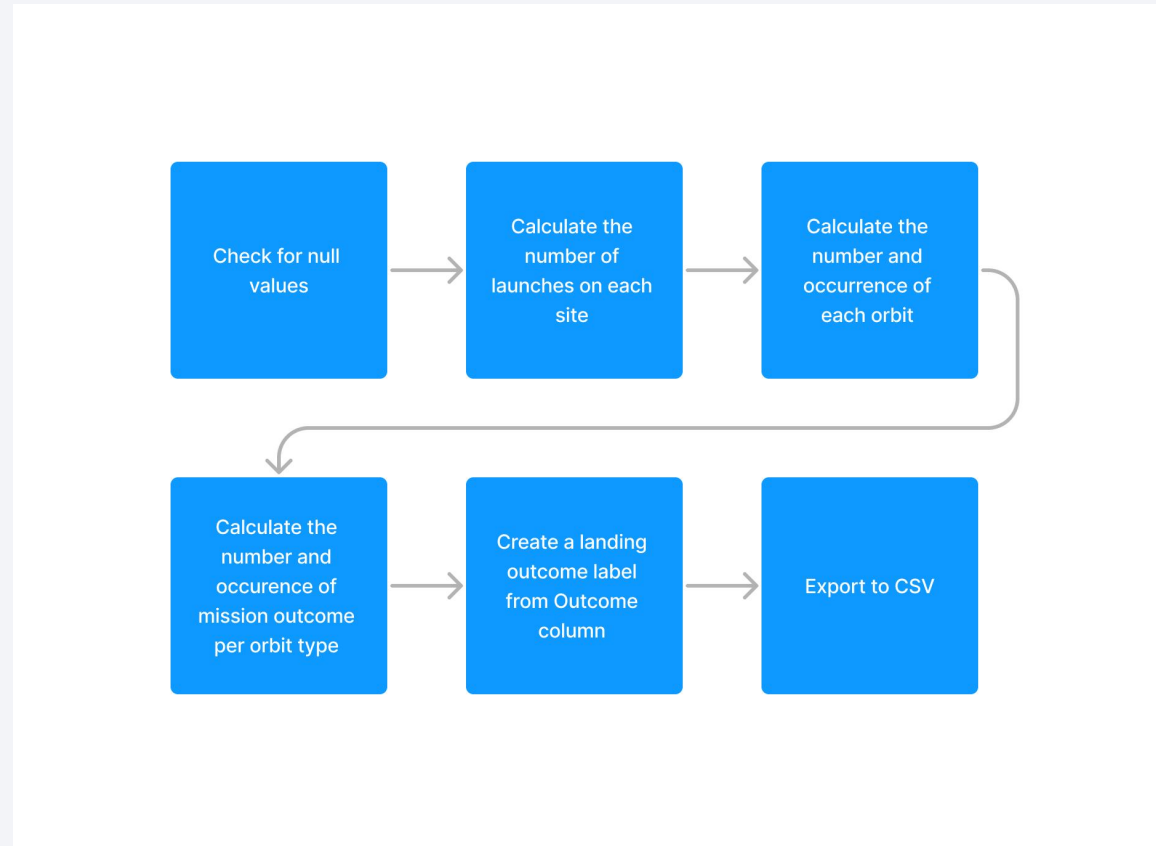 Check for null
values
Calculate the
number of
launches on each
site
Calculate the
number and
occurrence of
each orbit
Calculate the
number and
occurence of
mission outcome
per orbit type
Create a landing
outcome label
from Outcome
column
Export to CSV